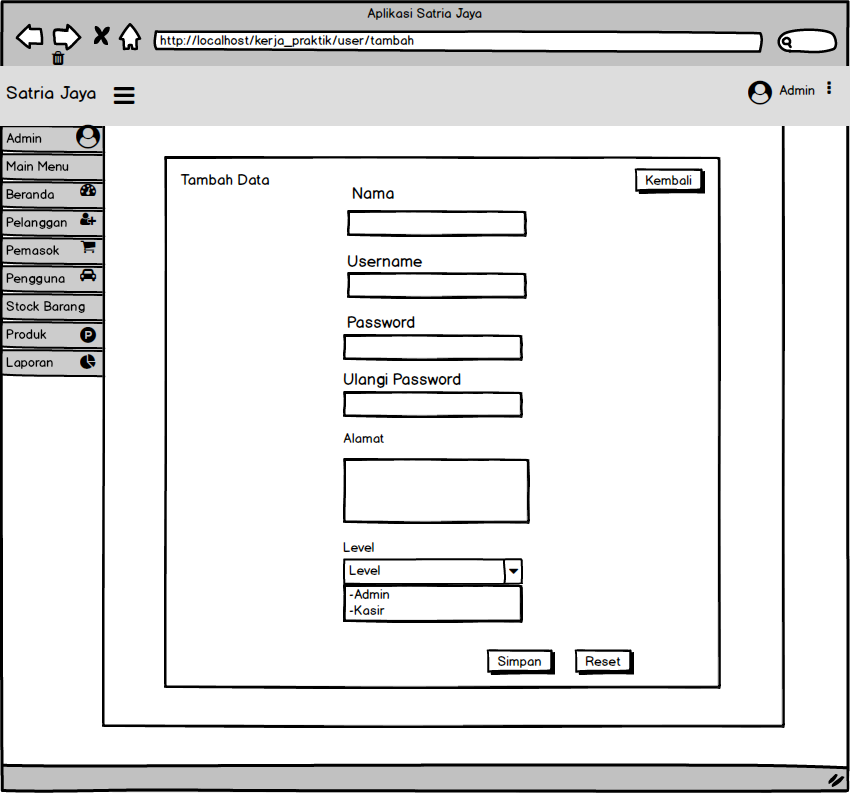 Aplikasi Satria Jaya
http://localhost/kerja_praktik/user/tambah
Satria Jaya
Admin
Admin
Main Menu
Beranda
Pelanggan
Pemasok
Pengguna
Stock Barang
Produk
P
Laporan
Tambah Data
Kembali
Nama
Username
Password
Ulangi Password
Alamat
Level
Level
-Admin
-Kasir
Simpan
Reset